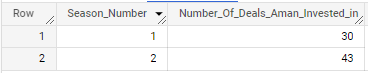 Row Season_Number Number_Of_Deals_Aman_Invested_in
1 1 30
2 2 43